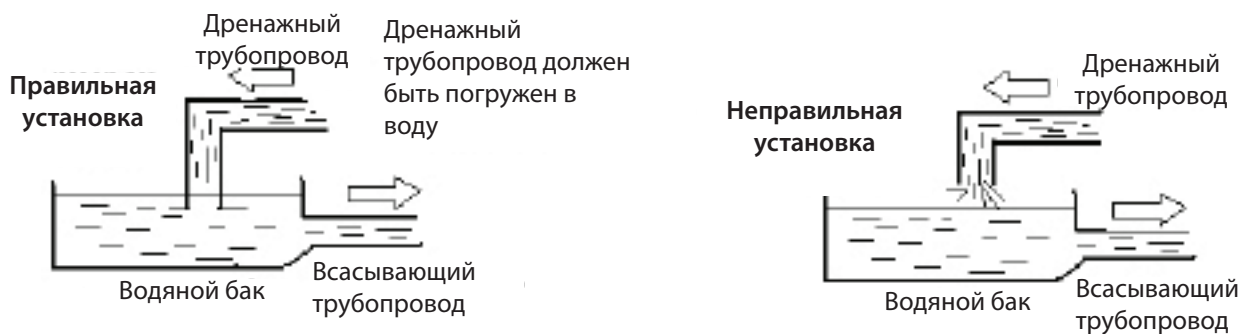 Дренажный
трубопровод
Дренажный
трубопровод должен
быть погружен в
воду
Правильная
установка
Водяной бак
Всасывающий
трубопровод
Дренажный
трубопровод
Неправильная
установка
Водяной бак
Всасывающий
трубопровод